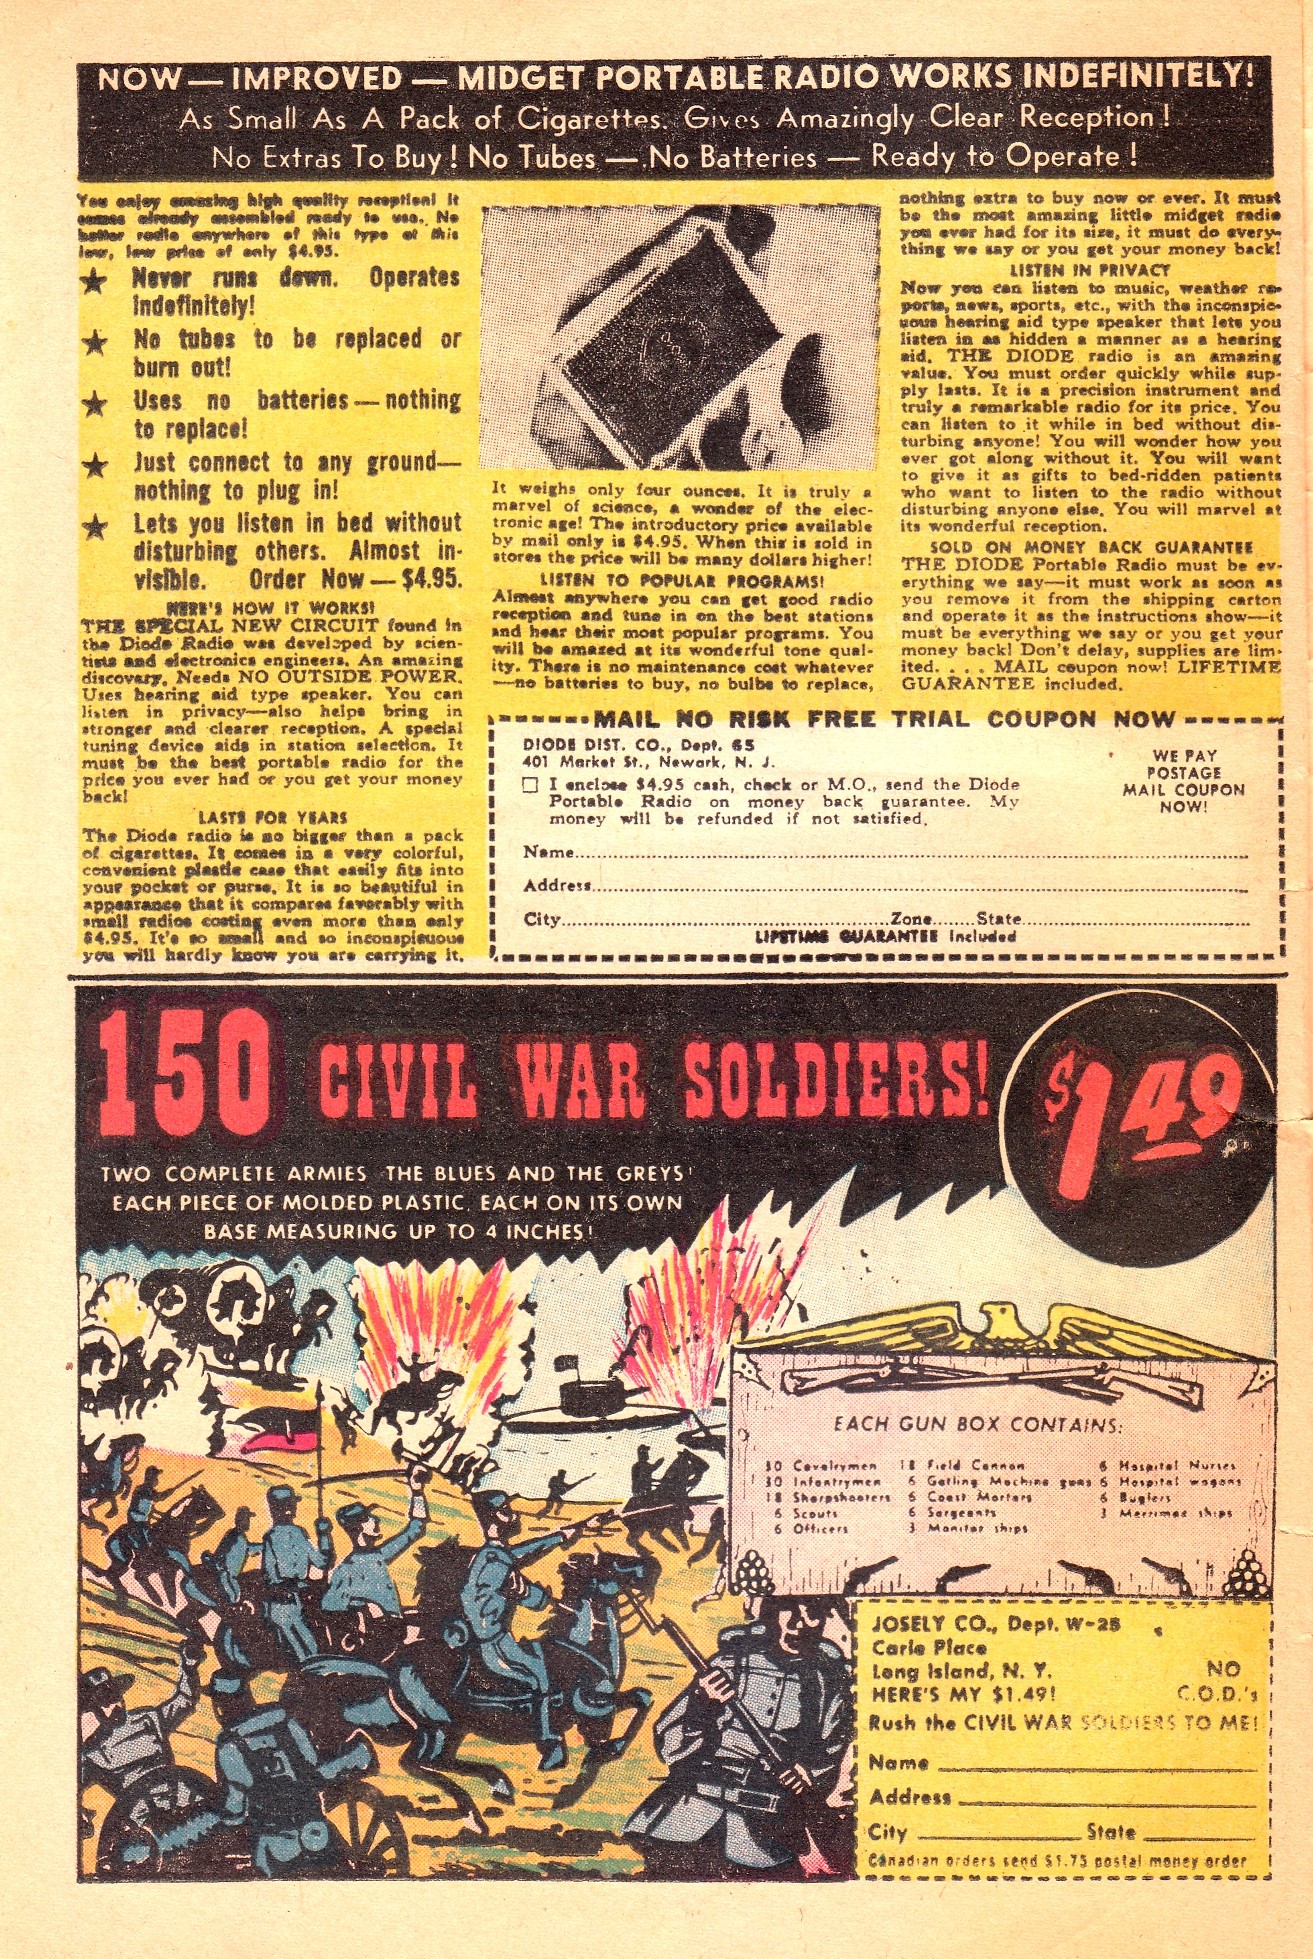 NOW — IMPROVED — MIDGET PORTABLE RADIO WORKS INDEFINITELY!
As Small As A Pack of Cigarettes. Gives Amazingly Clear Reception!
No Extras To Buy! No Tubes — No Batteries — Ready to Operate!
You enjoy amazing high quality reception! It
comes already assembled ready to use. No
better radio anywhere of this type at this
low, low price of only $4.95.
★ Never runs down. Operates
indefinitely!
★ No tubes to be replaced or
burn out!
★ Uses no batteries — nothing
to replace!
★ Just connect to any ground—
nothing to plug in!
★ Lets you listen in bed without
disturbing others. Almost in-
visible. Order Now — $4.95.
HERE'S HOW IT WORKS!
THE SPECIAL NEW CIRCUIT found in
the Diode Radio was developed by scien-
tists and electronics engineers. An amazing
discovery. Needs NO OUTSIDE POWER.
Uses hearing aid type speaker. You can
listen in privacy—also helps bring in
stronger and clearer reception. A special
tuning device aids in station selection. It
must be the best portable radio for the
price you ever had or you get your money
back!
LASTS FOR YEARS
The Diode radio is no bigger than a pack
of cigarettes. It comes in a very colorful,
convenient plastic case that easily fits into
your pocket or purse. It is so beautiful in
appearance that it compares favorably with
small radios costing even more than only
$4.95. It's so small and so inconspicuous
you will hardly know you are carrying it.
It weighs only four ounces. It is truly a
marvel of science, a wonder of the elec-
tronic age! The introductory price available
by mail only is $4.95. When this is sold in
stores the price will be many dollars higher!
LISTEN TO POPULAR PROGRAMS!
Almost anywhere you can get good radio
reception and tune in on the best stations
and hear their most popular programs. You
will be amazed at its wonderful tone qual-
ity. There is no maintenance cost whatever
—no batteries to buy, no bulbs to replace,
nothing extra to buy now or ever. It must
be the most amazing little midget radio
you ever had for its size, it must do every-
thing we say or you get your money back!
LISTEN IN PRIVACY
Now you can listen to music, weather re-
ports, news, sports, etc., with the inconspic-
uous hearing aid type speaker that lets you
listen in as hidden a manner as a hearing
aid. THE DIODE radio is an amazing
value. You must order quickly while sup-
ply lasts. It is a precision instrument and
truly a remarkable radio for its price. You
can listen to it while in bed without dis-
turbing anyone! You will wonder how you
ever got along without it. You will want
to give it as gifts to bed-ridden patients
who want to listen to the radio without
disturbing anyone else. You will marvel at
its wonderful reception.
SOLD ON MONEY BACK GUARANTEE
THE DIODE Portable Radio must be ev-
erything we say—it must work as soon as
you remove it from the shipping carton
and operate it as the instructions show—it
must be everything we say or you get your
money back! Don't delay, supplies are lim-
ited. . . . MAIL coupon now! LIFETIME
GUARANTEE included.
MAIL NO RISK FREE TRIAL COUPON NOW
DIODE DIST. CO., Dept. 65
401 Market St., Newark, N. J.
☐ I enclose $4.95 cash, check or M.O., send the Diode
Portable Radio on money back guarantee. My
money will be refunded if not satisfied.
WE PAY
POSTAGE
MAIL COUPON
NOW!
Name
Address
City Zone State
LIFETIME GUARANTEE Included
150 CIVIL WAR SOLDIERS!
$1.49
TWO COMPLETE ARMIES THE BLUES AND THE GREYS!
EACH PIECE OF MOLDED PLASTIC, EACH ON ITS OWN
BASE MEASURING UP TO 4 INCHES!
EACH GUN BOX CONTAINS:
30 Cavalrymen 18 Field Cannon 6 Hospital Nurses
30 Infantrymen 6 Gatling Machine guns 6 Hospital wagons
18 Sharpshooters 6 Coast Mortars 6 Buglers
6 Scouts 6 Sargeants 3 Merrimac ships
6 Officers 3 Monitor ships
JOSELY CO., Dept. W-25
Carle Place
Long Island, N. Y.
HERE'S MY $1.49!
NO
C.O.D.'s
Rush the CIVIL WAR SOLDIERS TO ME!
Name
Address
City State
Canadian orders send $1.75 postal money order